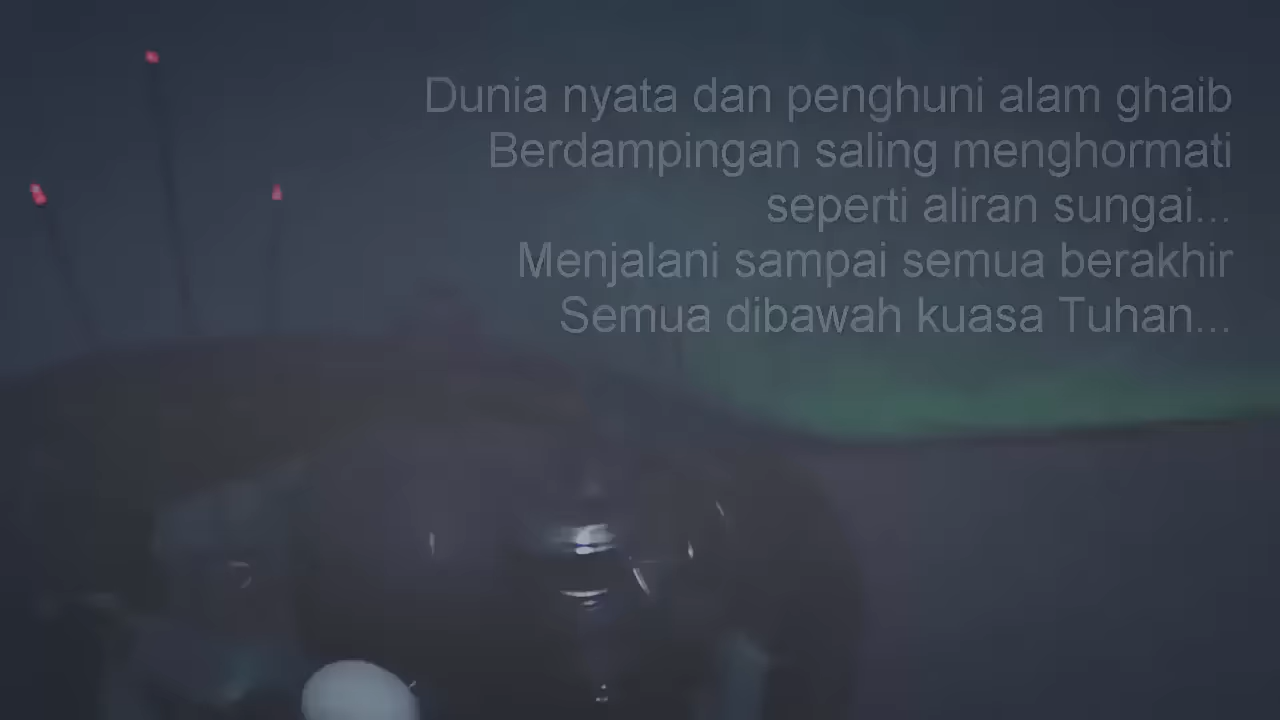 Dunia nyata dan penghuni alam ghaib
Berdampingan saling menghormati
seperti aliran sungai...
Menjalani sampai semua berakhir
Semua dibawah kuasa Tuhan...